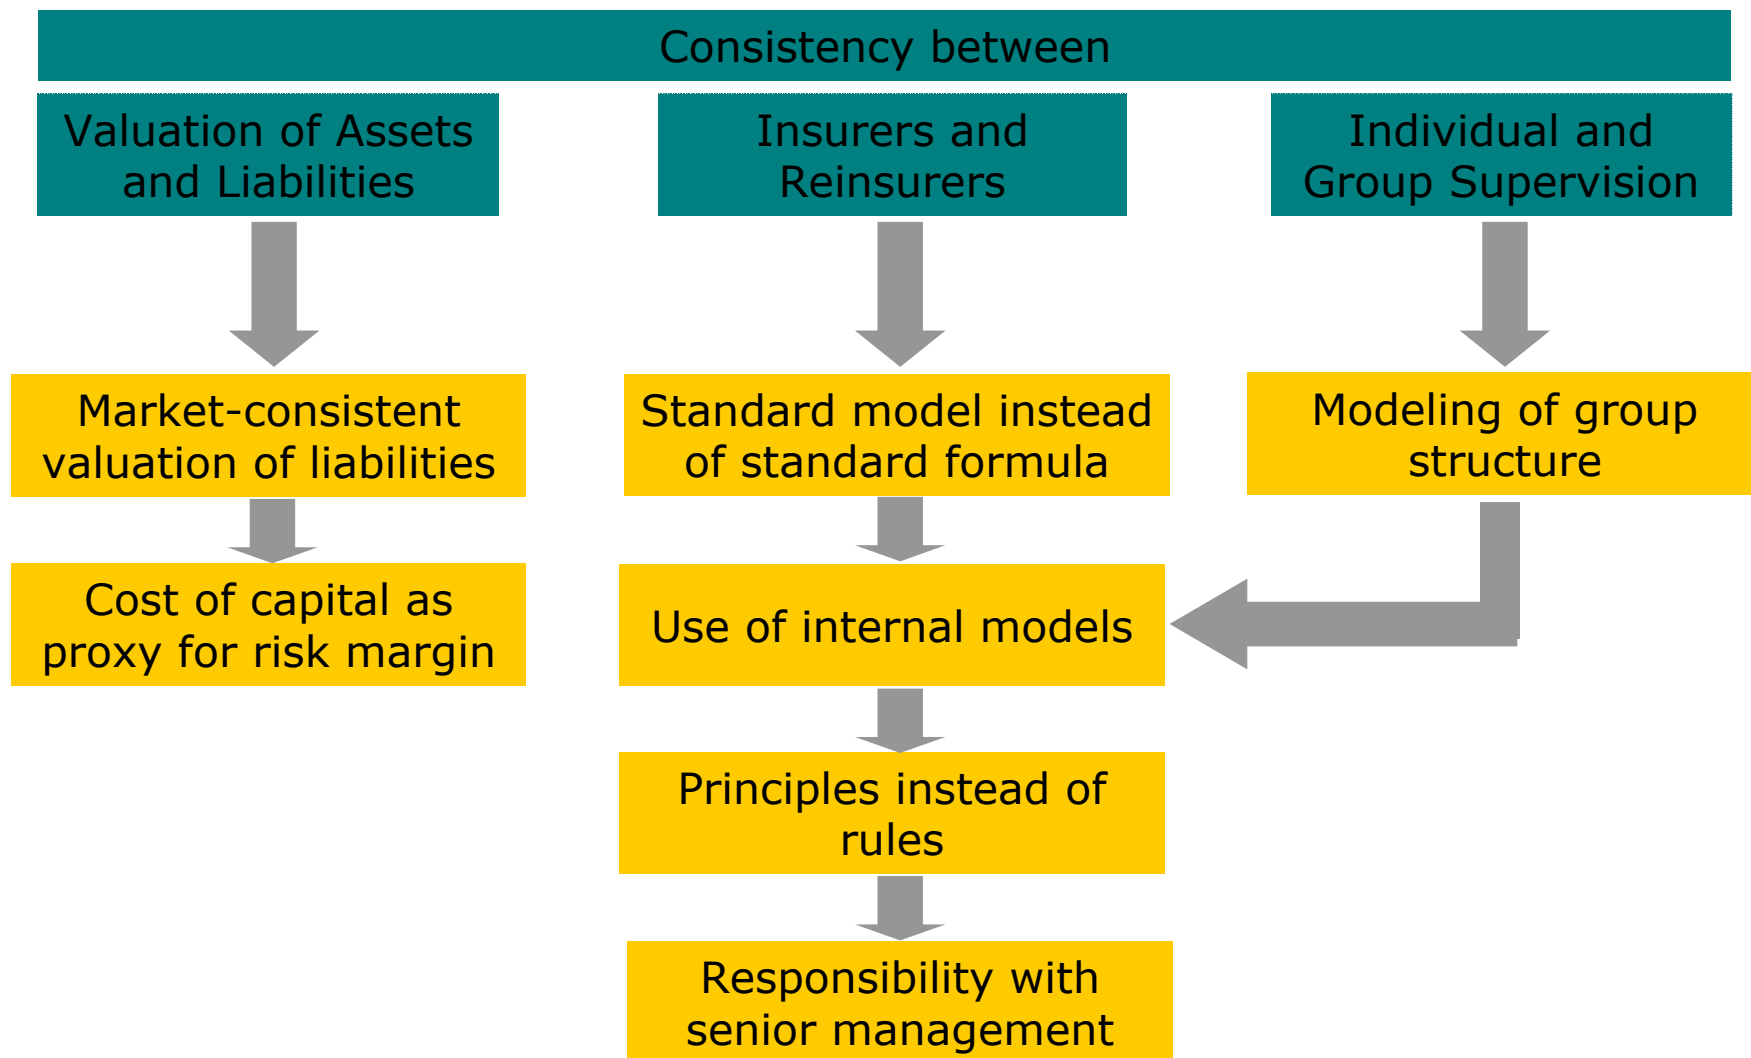 Consistency between
Valuation of Assets
and Liabilities
Insurers and
Reinsurers
Individual and
Group Supervision
Market-consistent
valuation of liabilities
Standard model instead
of standard formula
Modeling of group
structure
Cost of capital as
proxy for risk margin
Use of internal models
Principles instead of
rules
Responsibility with
senior management